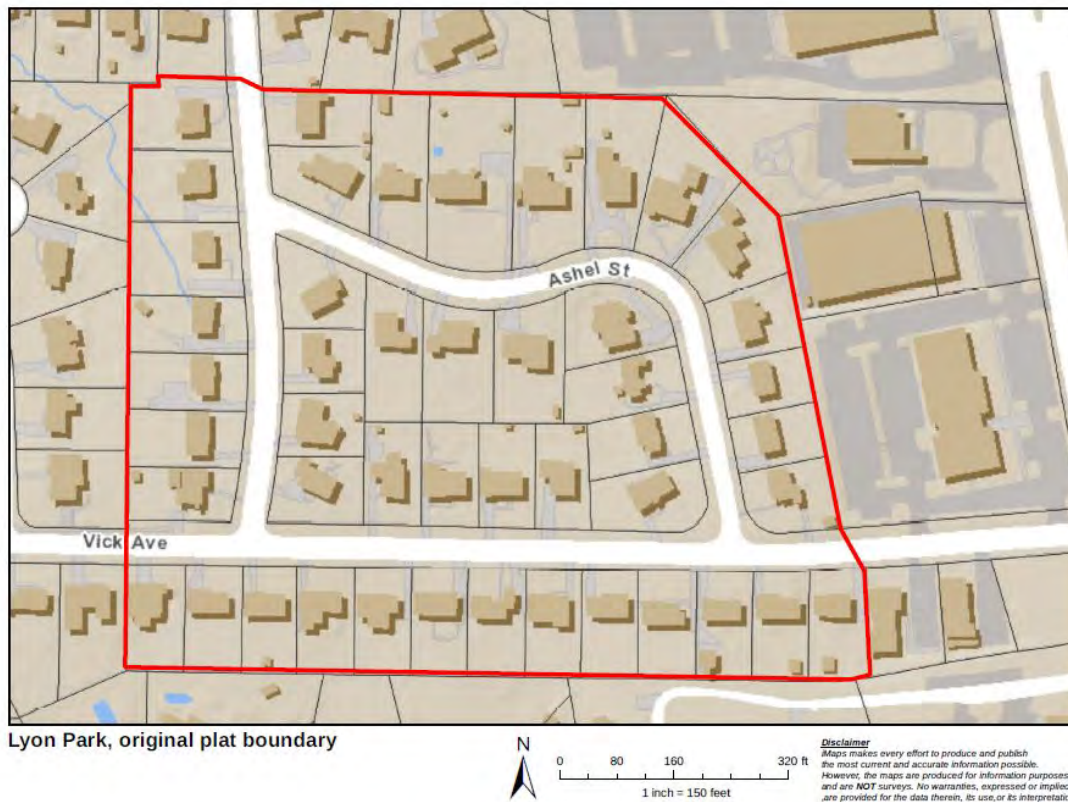 Ashel St
Vick Ave
Lyon Park, original plat boundary
N
0 80 160 320 ft
1 inch = 150 feet
Disclaimer
iMaps makes every effort to produce and publish
the most current and accurate information possible.
However, the maps are produced for information purposes,
and are NOT surveys. No warranties, expressed or implied
,are provided for the data therein, its use,or its